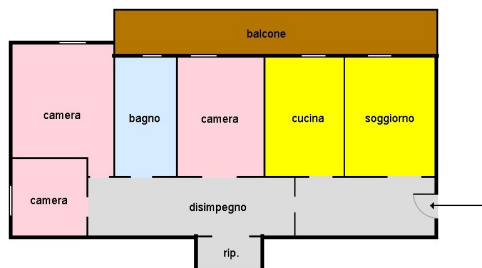 balcone
camera
bagno
camera
cucina
soggiorno
camera
disimpegno
rip.